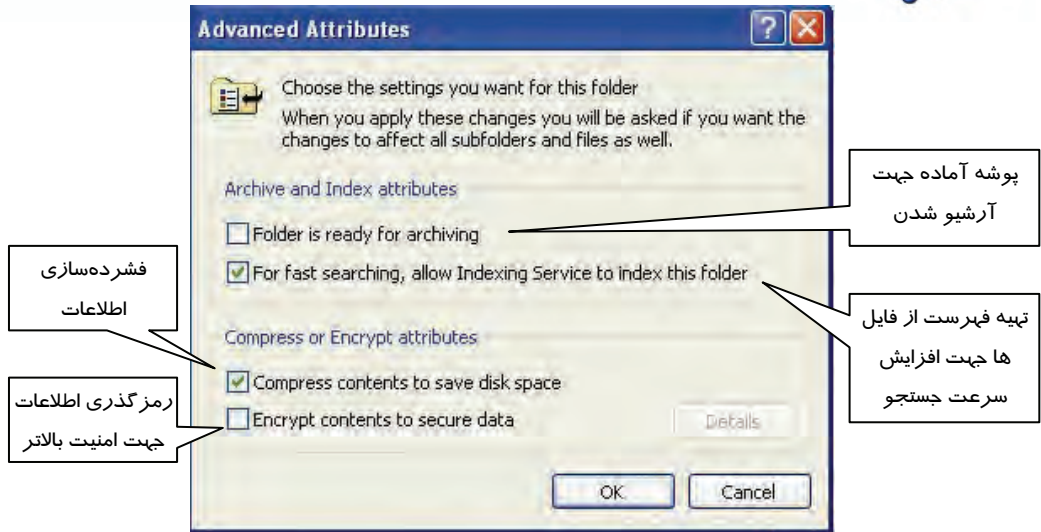 Advanced Attributes
Choose the settings you want for this folder
When you apply these changes you will be asked if you want the
changes to affect all subfolders and files as well.
Archive and Index attributes
Folder is ready for archiving
For fast searching, allow Indexing Service to index this folder
Compress or Encrypt attributes
Compress contents to save disk space
Encrypt contents to secure data
Details
OK
Cancel
پوشه آماده جهت
آرشیو شدن
تهیه فهرست از فایل
ها جهت افزایش
سرعت جستجو
فشرده‌سازی
اطلاعات
رمز گذری اطلاعات
جهت امنیت بالاتر